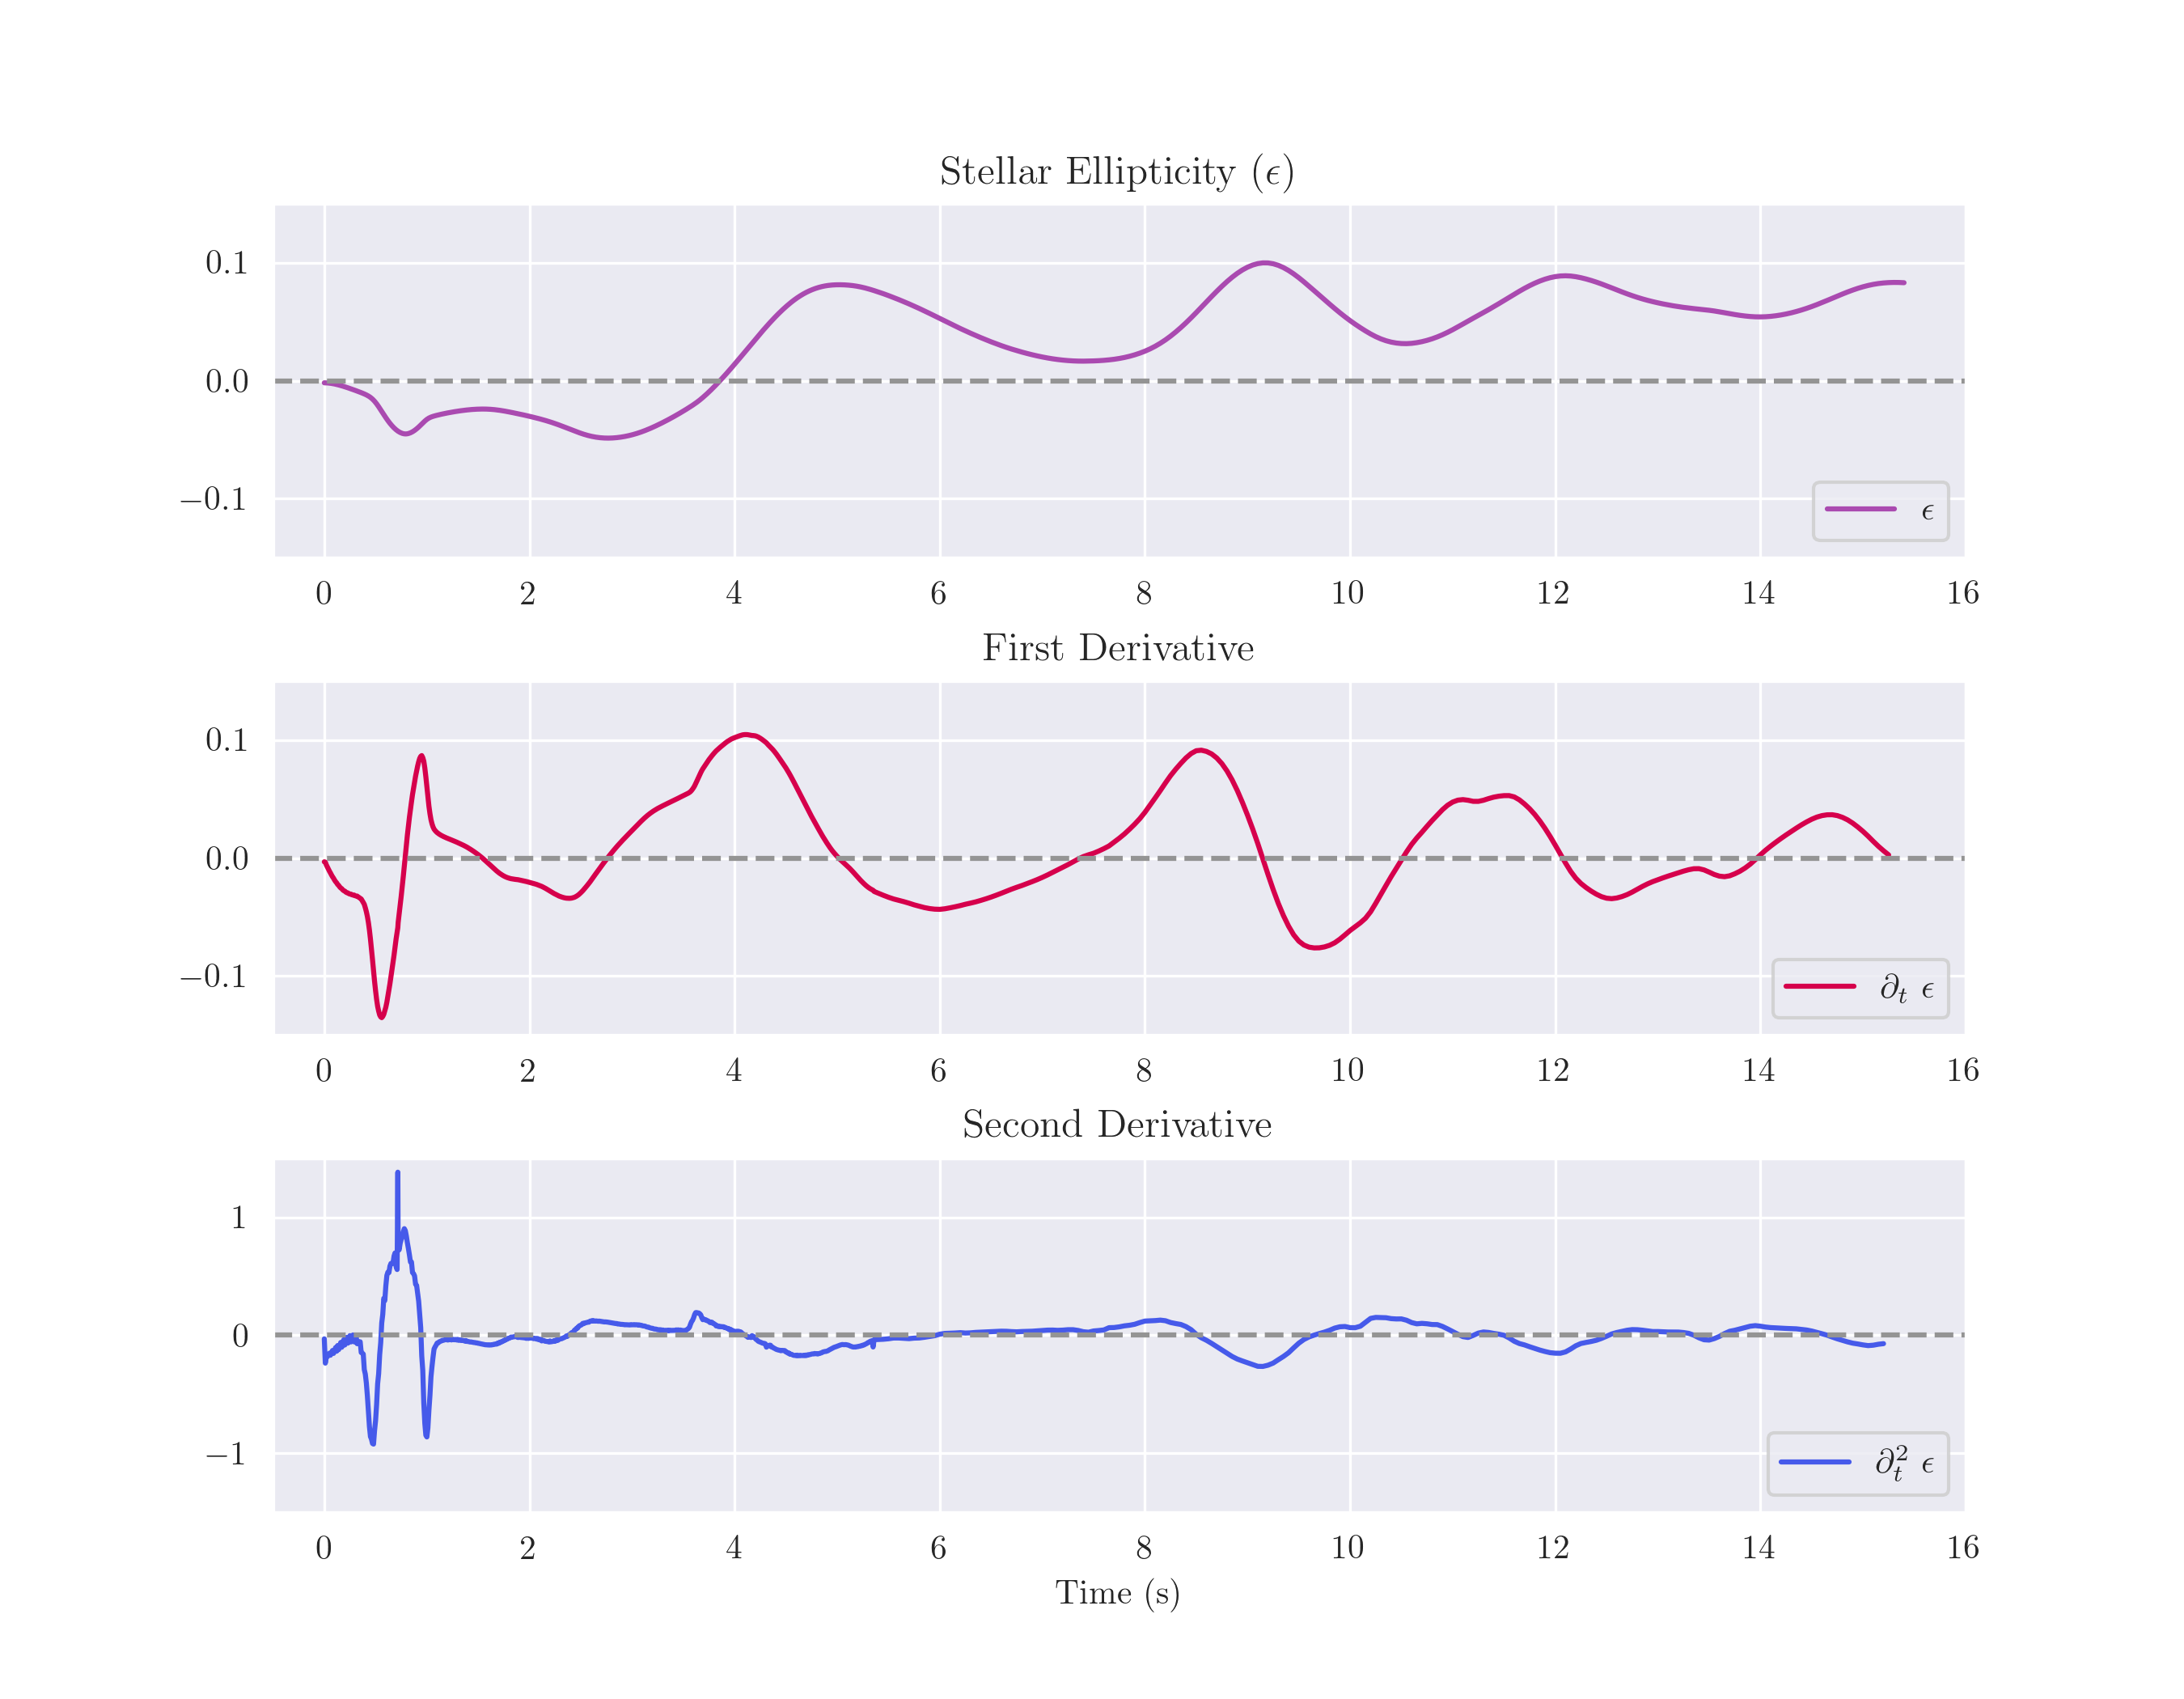 Stellar Ellipticity (ϵ)
0.1
0.0
−0.1
ϵ
0 2 4 6 8 10 12 14 16
First Derivative
0.1
0.0
−0.1
∂ₜ ϵ
0 2 4 6 8 10 12 14 16
Second Derivative
1
0
−1
∂ₜ² ϵ
0 2 4 6 8 10 12 14 16
Time (s)